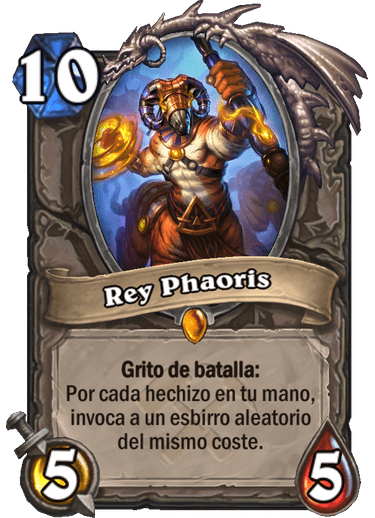 10
Rey Phaoris
Grito de batalla:
Por cada hechizo en tu mano,
invoca a un esbirro aleatorio
del mismo coste.
5
5